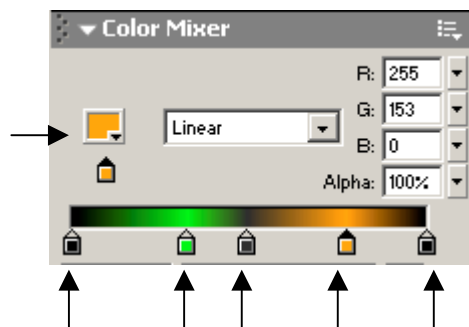 Color Mixer
R: 255
G: 153
Linear
B: 0
Alpha: 100%